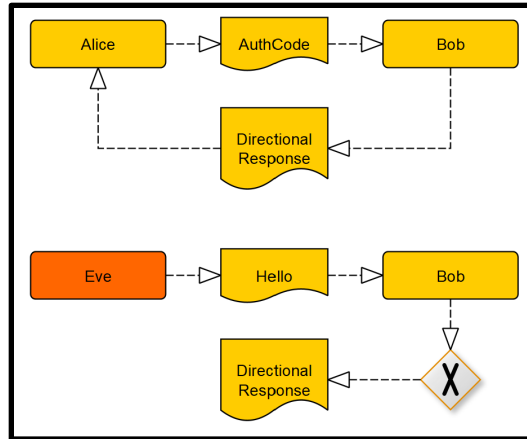 Alice
AuthCode
Bob
Directional
Response
Eve
Hello
Bob
Directional
Response
X